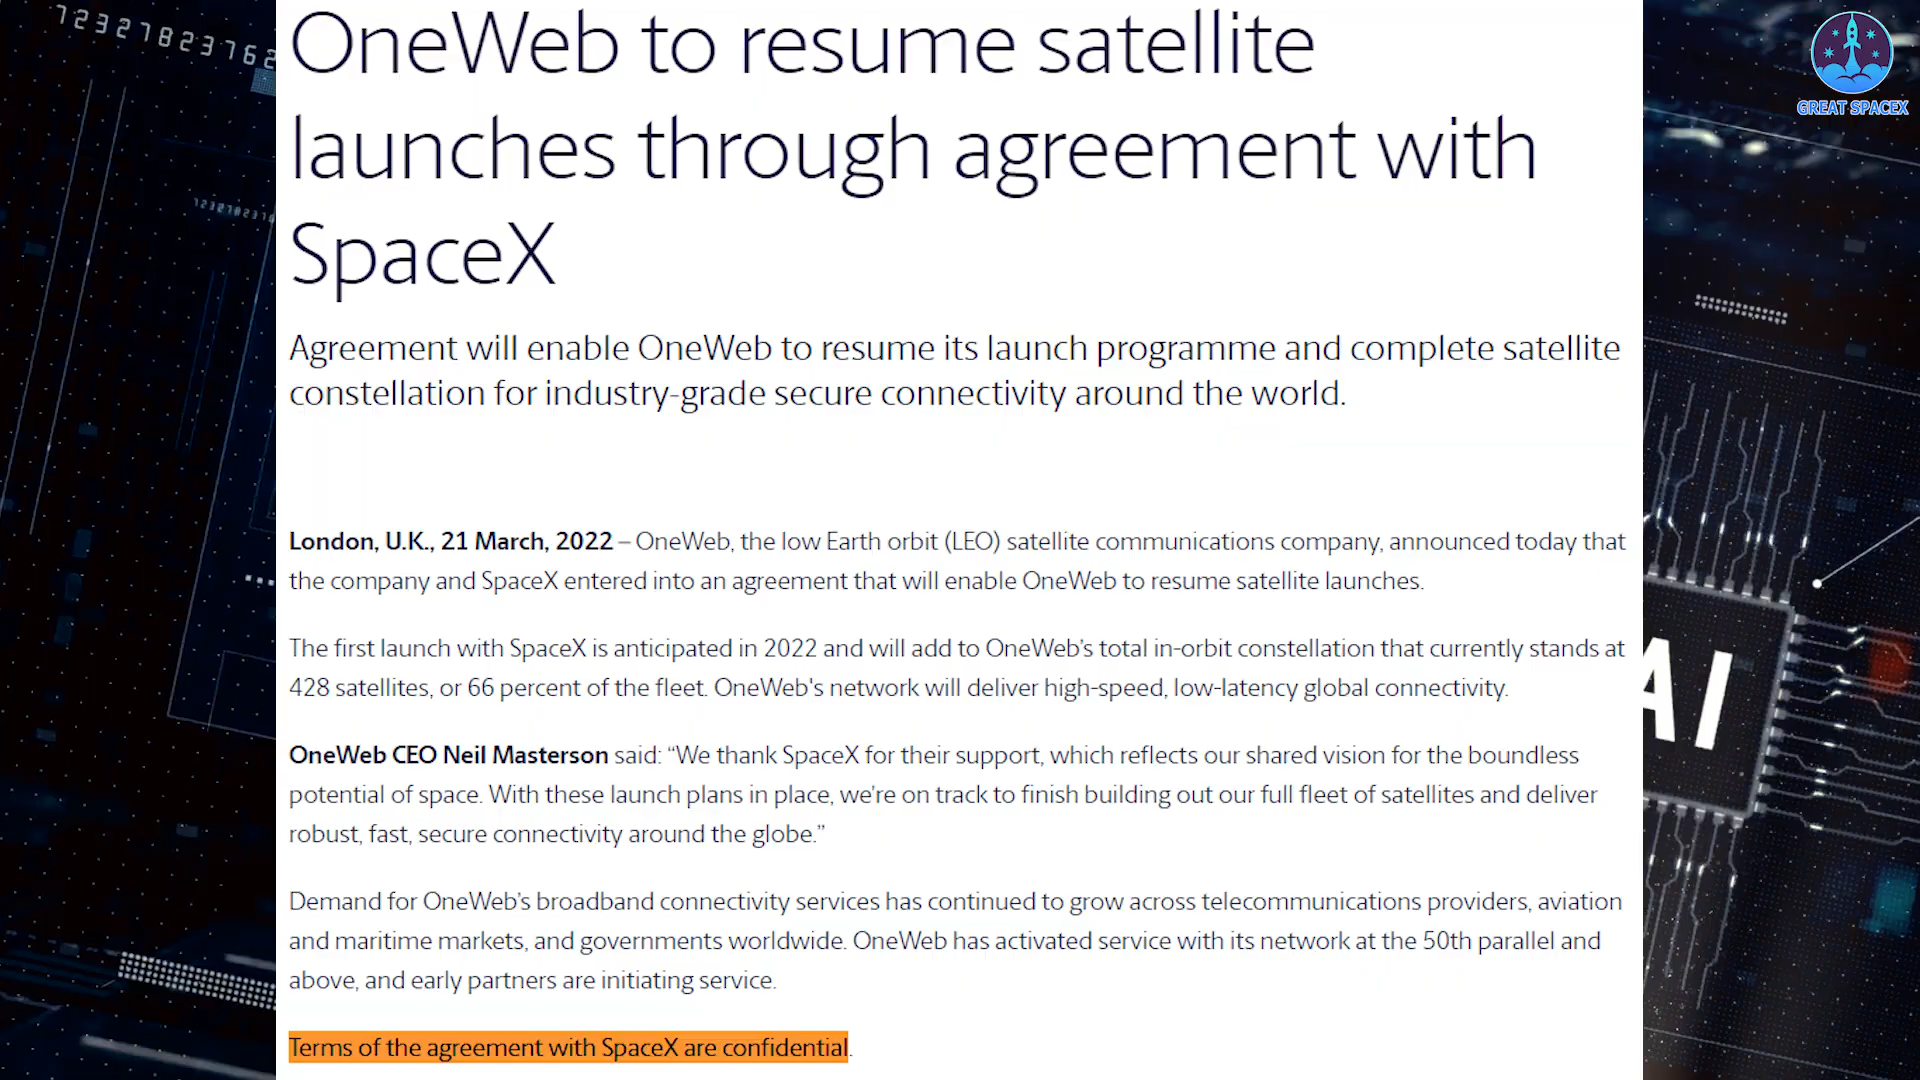 72327823762
1232782376
OneWeb to resume satellite
launches through agreement with
SpaceX
Agreement will enable OneWeb to resume its launch programme and complete satellite
constellation for industry-grade secure connectivity around the world.
London, U.K., 21 March, 2022 – OneWeb, the low Earth orbit (LEO) satellite communications company, announced today that
the company and SpaceX entered into an agreement that will enable OneWeb to resume satellite launches.
The first launch with SpaceX is anticipated in 2022 and will add to OneWeb’s total in-orbit constellation that currently stands at
428 satellites, or 66 percent of the fleet. OneWeb's network will deliver high-speed, low-latency global connectivity.
OneWeb CEO Neil Masterson said: “We thank SpaceX for their support, which reflects our shared vision for the boundless
potential of space. With these launch plans in place, we’re on track to finish building out our full fleet of satellites and deliver
robust, fast, secure connectivity around the globe.”
Demand for OneWeb’s broadband connectivity services has continued to grow across telecommunications providers, aviation
and maritime markets, and governments worldwide. OneWeb has activated service with its network at the 50th parallel and
above, and early partners are initiating service.
Terms of the agreement with SpaceX are confidential.
GREAT SPACEX
AI